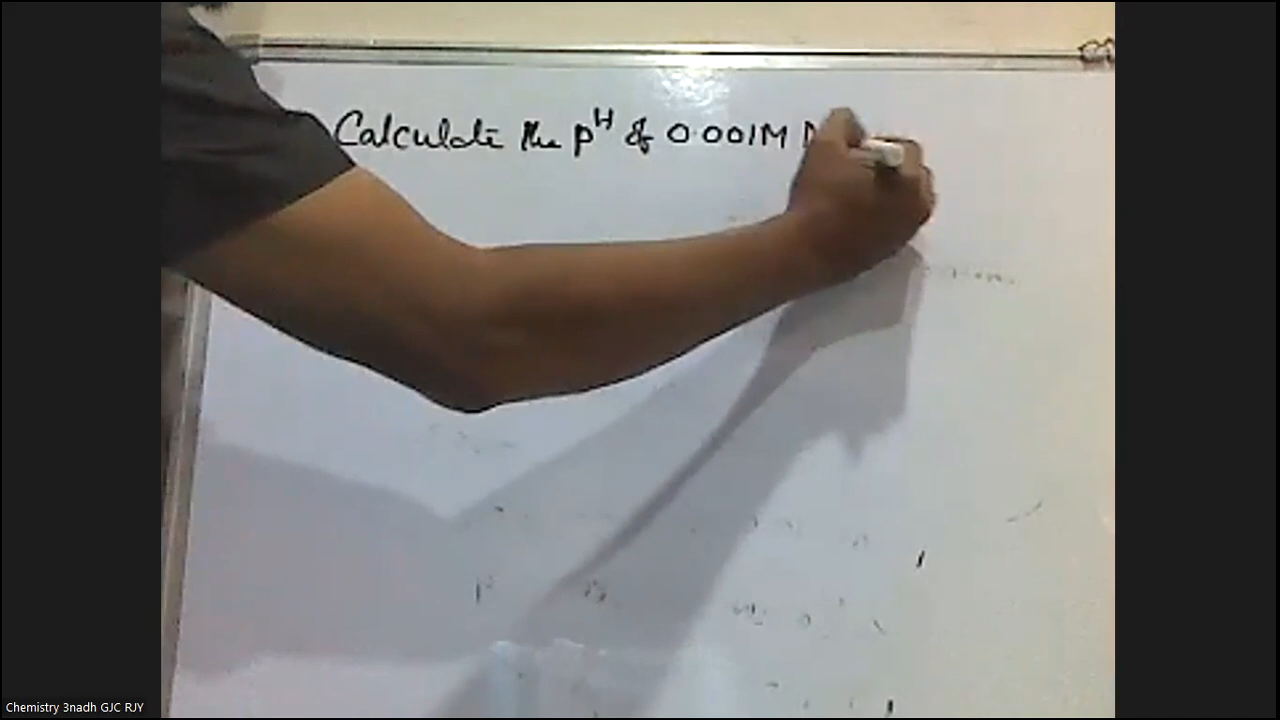 Calculate the pH of 0.001M N
Chemistry 3nadh GJC RJY